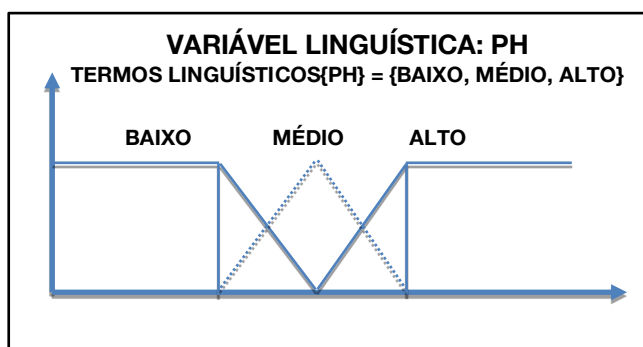 VARIÁVEL LINGUÍSTICA: PH
TERMOS LINGUÍSTICOS{PH} = {BAIXO, MÉDIO, ALTO}
BAIXO MÉDIO ALTO